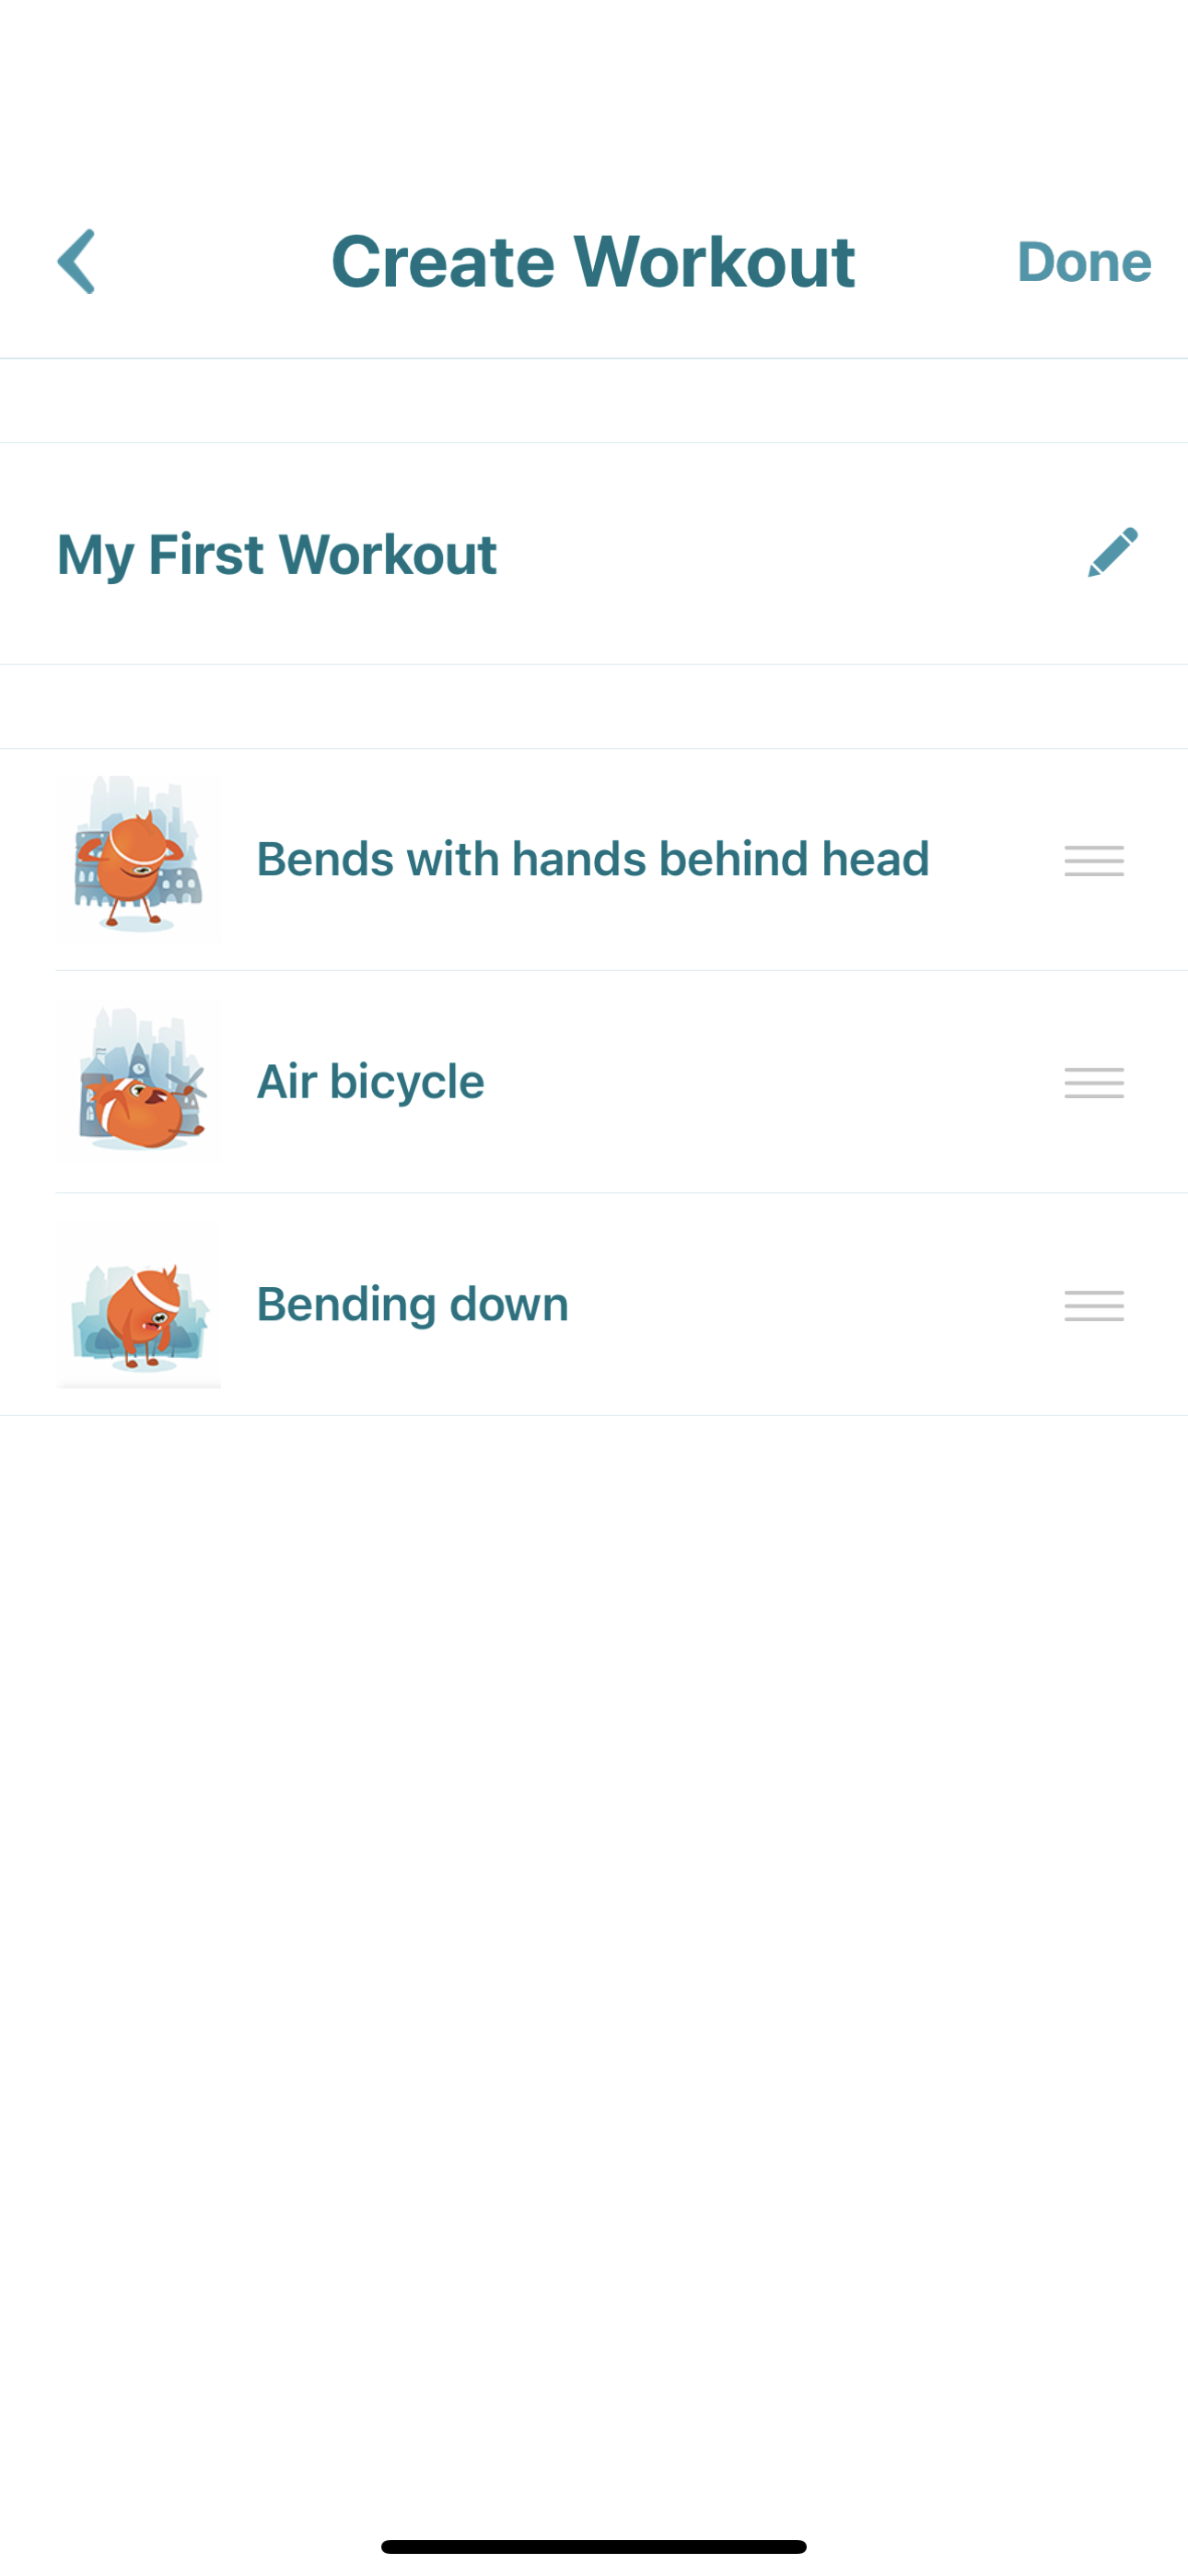 Create Workout
Done
My First Workout
Bends with hands behind head
Air bicycle
Bending down